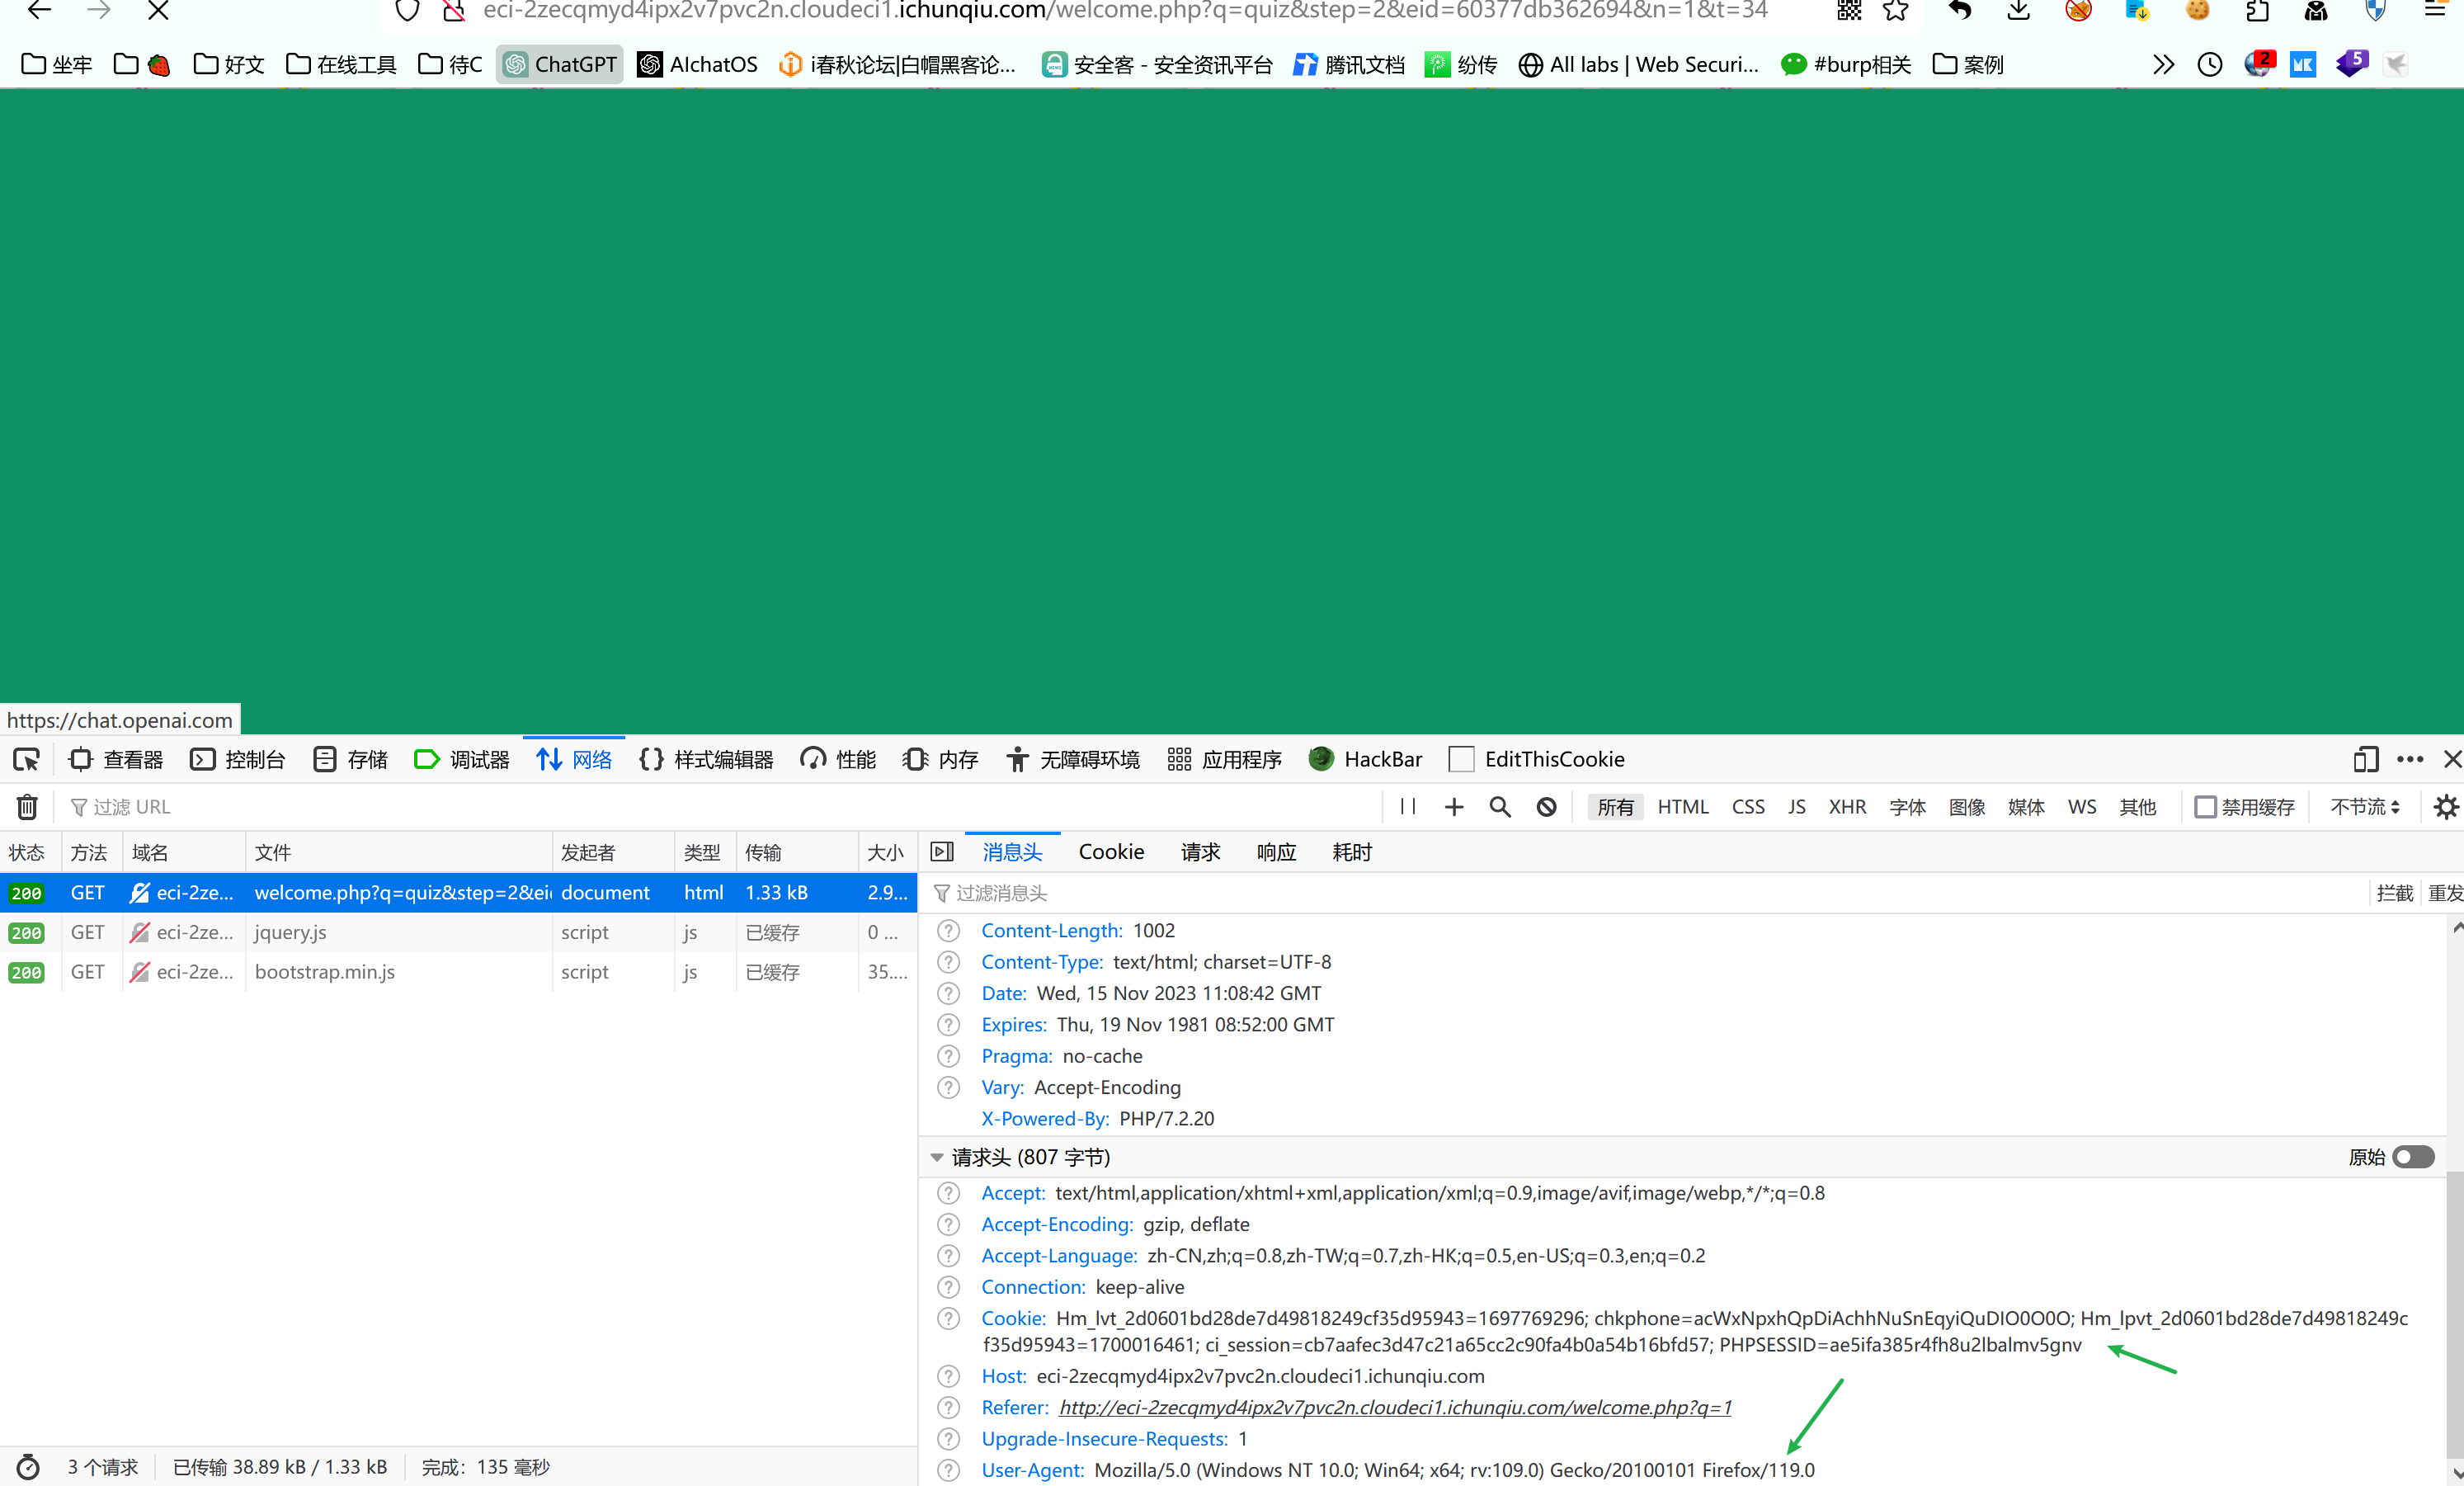 eci-2zecqmyd4ipx2v7pvc2n.cloudeci1.ichunqiu.com/welcome.php?q=quiz&step=2&eid=60377db362694&n=1&t=34
坐牢 好文 在线工具 待C ChatGPT AIchatOS i春秋论坛|白帽黑客论... 安全客 - 安全资讯平台 腾讯文档 纷传 All labs | Web Securi... #burp相关 案例 2 MK 5
https://chat.openai.com
查看器 控制台 存储 调试器 网络 样式编辑器 性能 内存 无障碍环境 应用程序 HackBar EditThisCookie
过滤 URL 所有 HTML CSS JS XHR 字体 图像 媒体 WS 其他 禁用缓存 不节流
状态 方法 域名 文件 发起者 类型 传输 大小
200 GET eci-2ze... welcome.php?q=quiz&step=2&eid document html 1.33 kB 2.9...
200 GET eci-2ze... jquery.js script js 已缓存 0 ...
200 GET eci-2ze... bootstrap.min.js script js 已缓存 35....
3 个请求 已传输 38.89 kB / 1.33 kB 完成：135 毫秒
消息头 Cookie 请求 响应 耗时
过滤消息头 拦截 重发
Content-Length: 1002
Content-Type: text/html; charset=UTF-8
Date: Wed, 15 Nov 2023 11:08:42 GMT
Expires: Thu, 19 Nov 1981 08:52:00 GMT
Pragma: no-cache
Vary: Accept-Encoding
X-Powered-By: PHP/7.2.20
请求头 (807 字节) 原始
Accept: text/html,application/xhtml+xml,application/xml;q=0.9,image/avif,image/webp,*/*;q=0.8
Accept-Encoding: gzip, deflate
Accept-Language: zh-CN,zh;q=0.8,zh-TW;q=0.7,zh-HK;q=0.5,en-US;q=0.3,en;q=0.2
Connection: keep-alive
Cookie: Hm_lvt_2d0601bd28de7d49818249cf35d95943=1697769296; chkphone=acWxNpxhQpDiAchhNuSnEqyiQuDIO0O0O; Hm_lpvt_2d0601bd28de7d49818249c
f35d95943=1700016461; ci_session=cb7aafec3d47c21a65cc2c90fa4b0a54b16bfd57; PHPSESSID=ae5ifa385r4fh8u2lbalmv5gnv
Host: eci-2zecqmyd4ipx2v7pvc2n.cloudeci1.ichunqiu.com
Referer: http://eci-2zecqmyd4ipx2v7pvc2n.cloudeci1.ichunqiu.com/welcome.php?q=1
Upgrade-Insecure-Requests: 1
User-Agent: Mozilla/5.0 (Windows NT 10.0; Win64; x64; rv:109.0) Gecko/20100101 Firefox/119.0